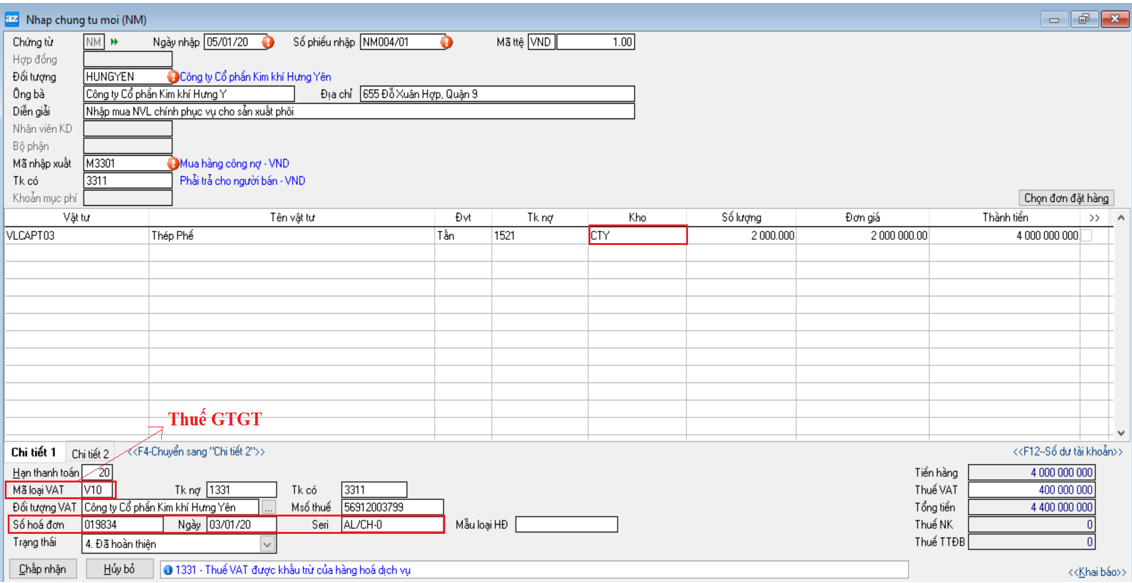 az Nhap chung tu moi (NM)
Chứng từ NM Ngày nhập 05/01/20 Số phiếu nhập NM004/01 Mã ttệ VND 1.00
Hợp đồng
Đối tượng HUNGYEN Công ty Cổ phần Kim khí Hưng Yên
Ông bà Công ty Cổ phần Kim khí Hưng Y Địa chỉ 655 Đỗ Xuân Hợp, Quận 9
Diễn giải Nhập mua NVL chính phục vụ cho sản xuất phôi
Nhân viên KD
Bộ phận
Mã nhập xuất M3301 Mua hàng công nợ - VND
Tk có 3311 Phải trả cho người bán - VND
Khoản mục phí Chọn đơn đặt hàng
Vật tư Tên vật tư Đvt Tk nợ Kho Số lượng Đơn giá Thành tiền >>
VLCAPT03 Thép Phế Tấn 1521 CTY 2 000.000 2 000 000.00 4 000 000 000
Thuế GTGT
Chi tiết 1 Chi tiết 2 <<F4-Chuyển sang "Chi tiết 2">> <<F12--Số dư tài khoản>>
Hạn thanh toán 20 Tiền hàng 4 000 000 000
Mã loại VAT V10 Tk nợ 1331 Tk có 3311 Thuế VAT 400 000 000
Đối tượng VAT Công ty Cổ phần Kim khí Hưng Yên ... Msố thuế 56912003799 Tổng tiền 4 400 000 000
Số hoá đơn 019834 Ngày 03/01/20 Seri AL/CH-0 Mẫu loại HĐ Thuế NK 0
Trạng thái 4. Đã hoàn thiện Thuế TTĐB 0
Chấp nhận Hủy bỏ 1331 - Thuế VAT được khấu trừ của hàng hoá dịch vụ <<Khai báo>>